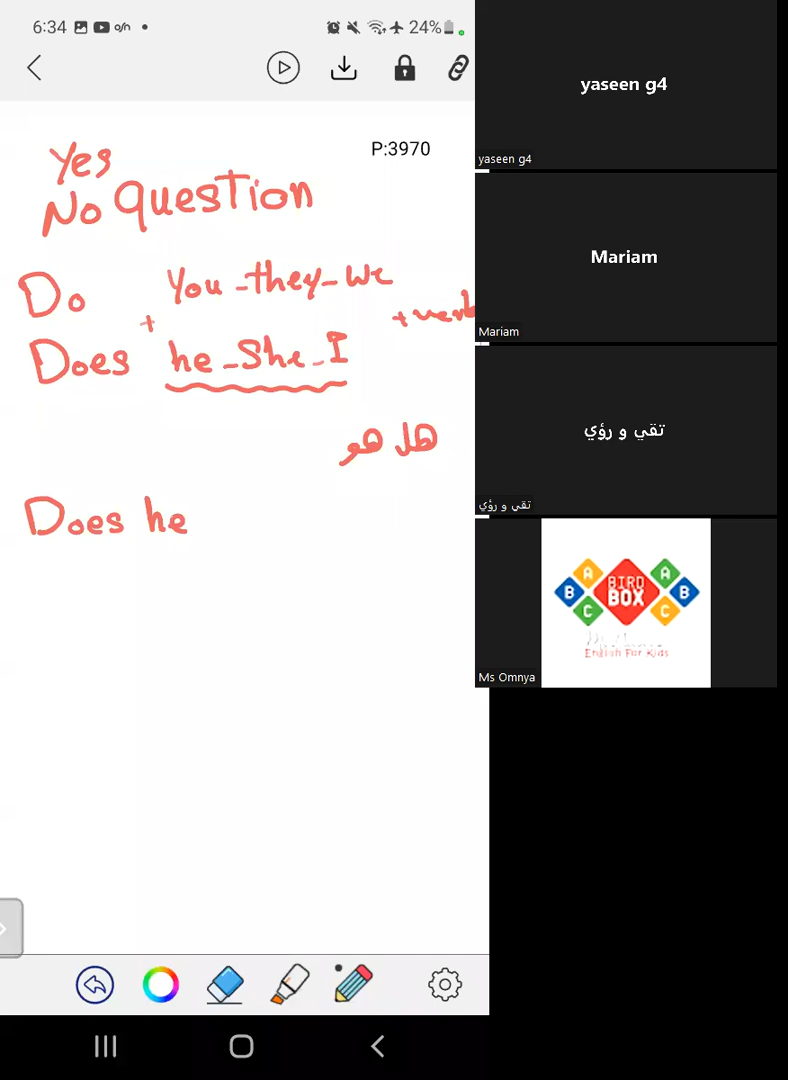 6:34
24%
P:3970
Yes
No question
Do You - they - we
+ + verb
Does he - She - I
هل هو
Does he
yaseen g4
yaseen g4
Mariam
Mariam
تقي و رؤي
تقي و رؤي
A A
B BIRD BOX B
C C
English For Kids
Ms Omnya